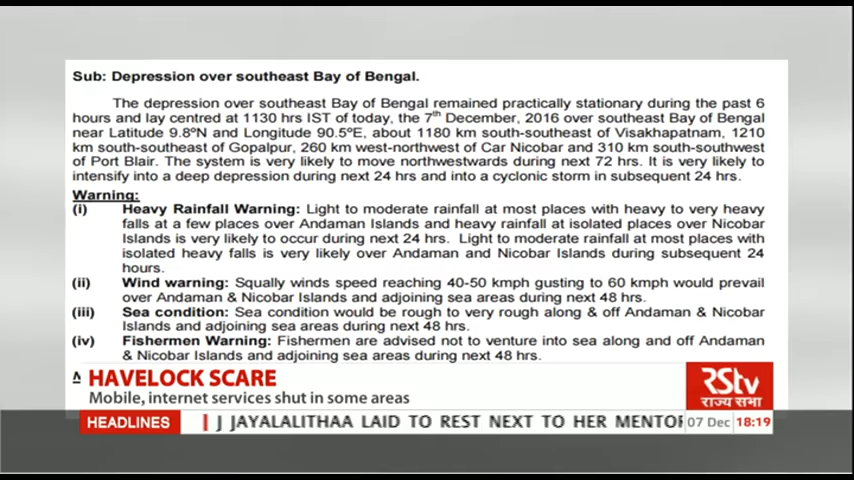 Sub: Depression over southeast Bay of Bengal.
The depression over southeast Bay of Bengal remained practically stationary during the past 6
hours and lay centred at 1130 hrs IST of today, the 7th December, 2016 over southeast Bay of Bengal
near Latitude 9.8ºN and Longitude 90.5ºE, about 1180 km south-southeast of Visakhapatnam, 1210
km south-southeast of Gopalpur, 260 km west-northwest of Car Nicobar and 310 km south-southwest
of Port Blair. The system is very likely to move northwestwards during next 72 hrs. It is very likely to
intensify into a deep depression during next 24 hrs and into a cyclonic storm in subsequent 24 hrs.
Warning:
(i) Heavy Rainfall Warning: Light to moderate rainfall at most places with heavy to very heavy
falls at a few places over Andaman Islands and heavy rainfall at isolated places over Nicobar
Islands is very likely to occur during next 24 hrs. Light to moderate rainfall at most places with
isolated heavy falls is very likely over Andaman and Nicobar Islands during subsequent 24
hours.
(ii) Wind warning: Squally winds speed reaching 40-50 kmph gusting to 60 kmph would prevail
over Andaman & Nicobar Islands and adjoining sea areas during next 48 hrs.
(iii) Sea condition: Sea condition would be rough to very rough along & off Andaman & Nicobar
Islands and adjoining sea areas during next 48 hrs.
(iv) Fishermen Warning: Fishermen are advised not to venture into sea along and off Andaman
& Nicobar Islands and adjoining sea areas during next 48 hrs.
HAVELOCK SCARE
Mobile, internet services shut in some areas
RSTV
राज्य सभा
HEADLINES J JAYALALITHAA LAID TO REST NEXT TO HER MENTOR 07 Dec 18:19